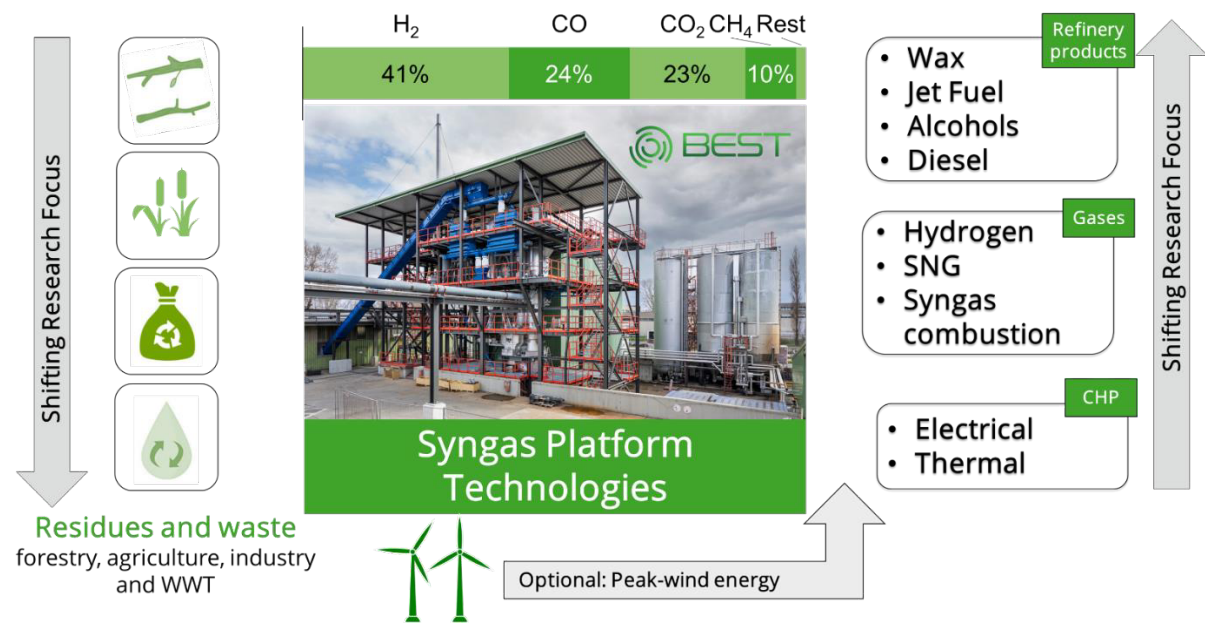 Shifting Research Focus
Residues and waste
forestry, agriculture, industry
and WWT
H₂ CO CO₂ CH₄ Rest
41% 24% 23% 10%
BEST
Syngas Platform
Technologies
Optional: Peak-wind energy
Refinery
products
• Wax
• Jet Fuel
• Alcohols
• Diesel
Gases
• Hydrogen
• SNG
• Syngas
combustion
CHP
• Electrical
• Thermal
Shifting Research Focus